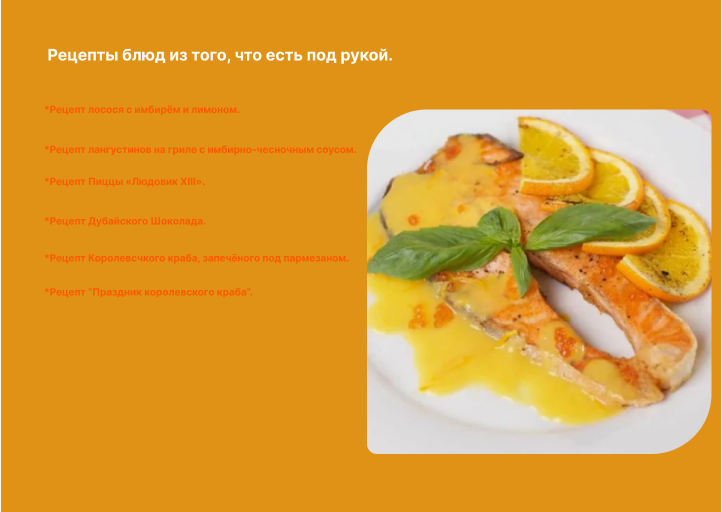 Рецепты блюд из того, что есть под рукой.
*Рецепт лосося с имбирём и лимоном.
*Рецепт лангустинов на гриле с имбирно-чесночным соусом.
*Рецепт Пиццы «Людовик XIII».
*Рецепт Дубайского Шоколада.
*Рецепт Королевсчкого краба, запечёного под пармезаном.
*Рецепт "Праздник королевского краба".